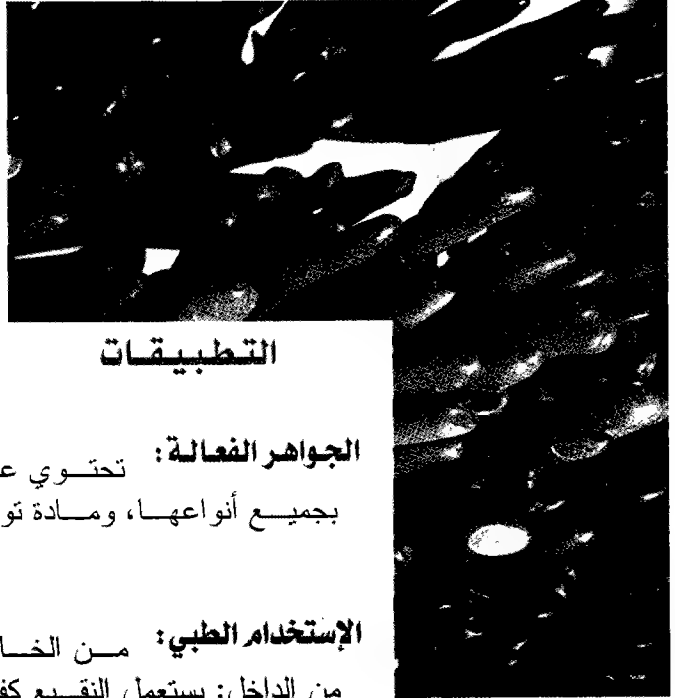 التطبيقات
الجواهر الفعالة: تحتوي
بجميع أنواعها، ومادة
الإستخدام الطبي: من
من الداخل: يستعمل النقيع